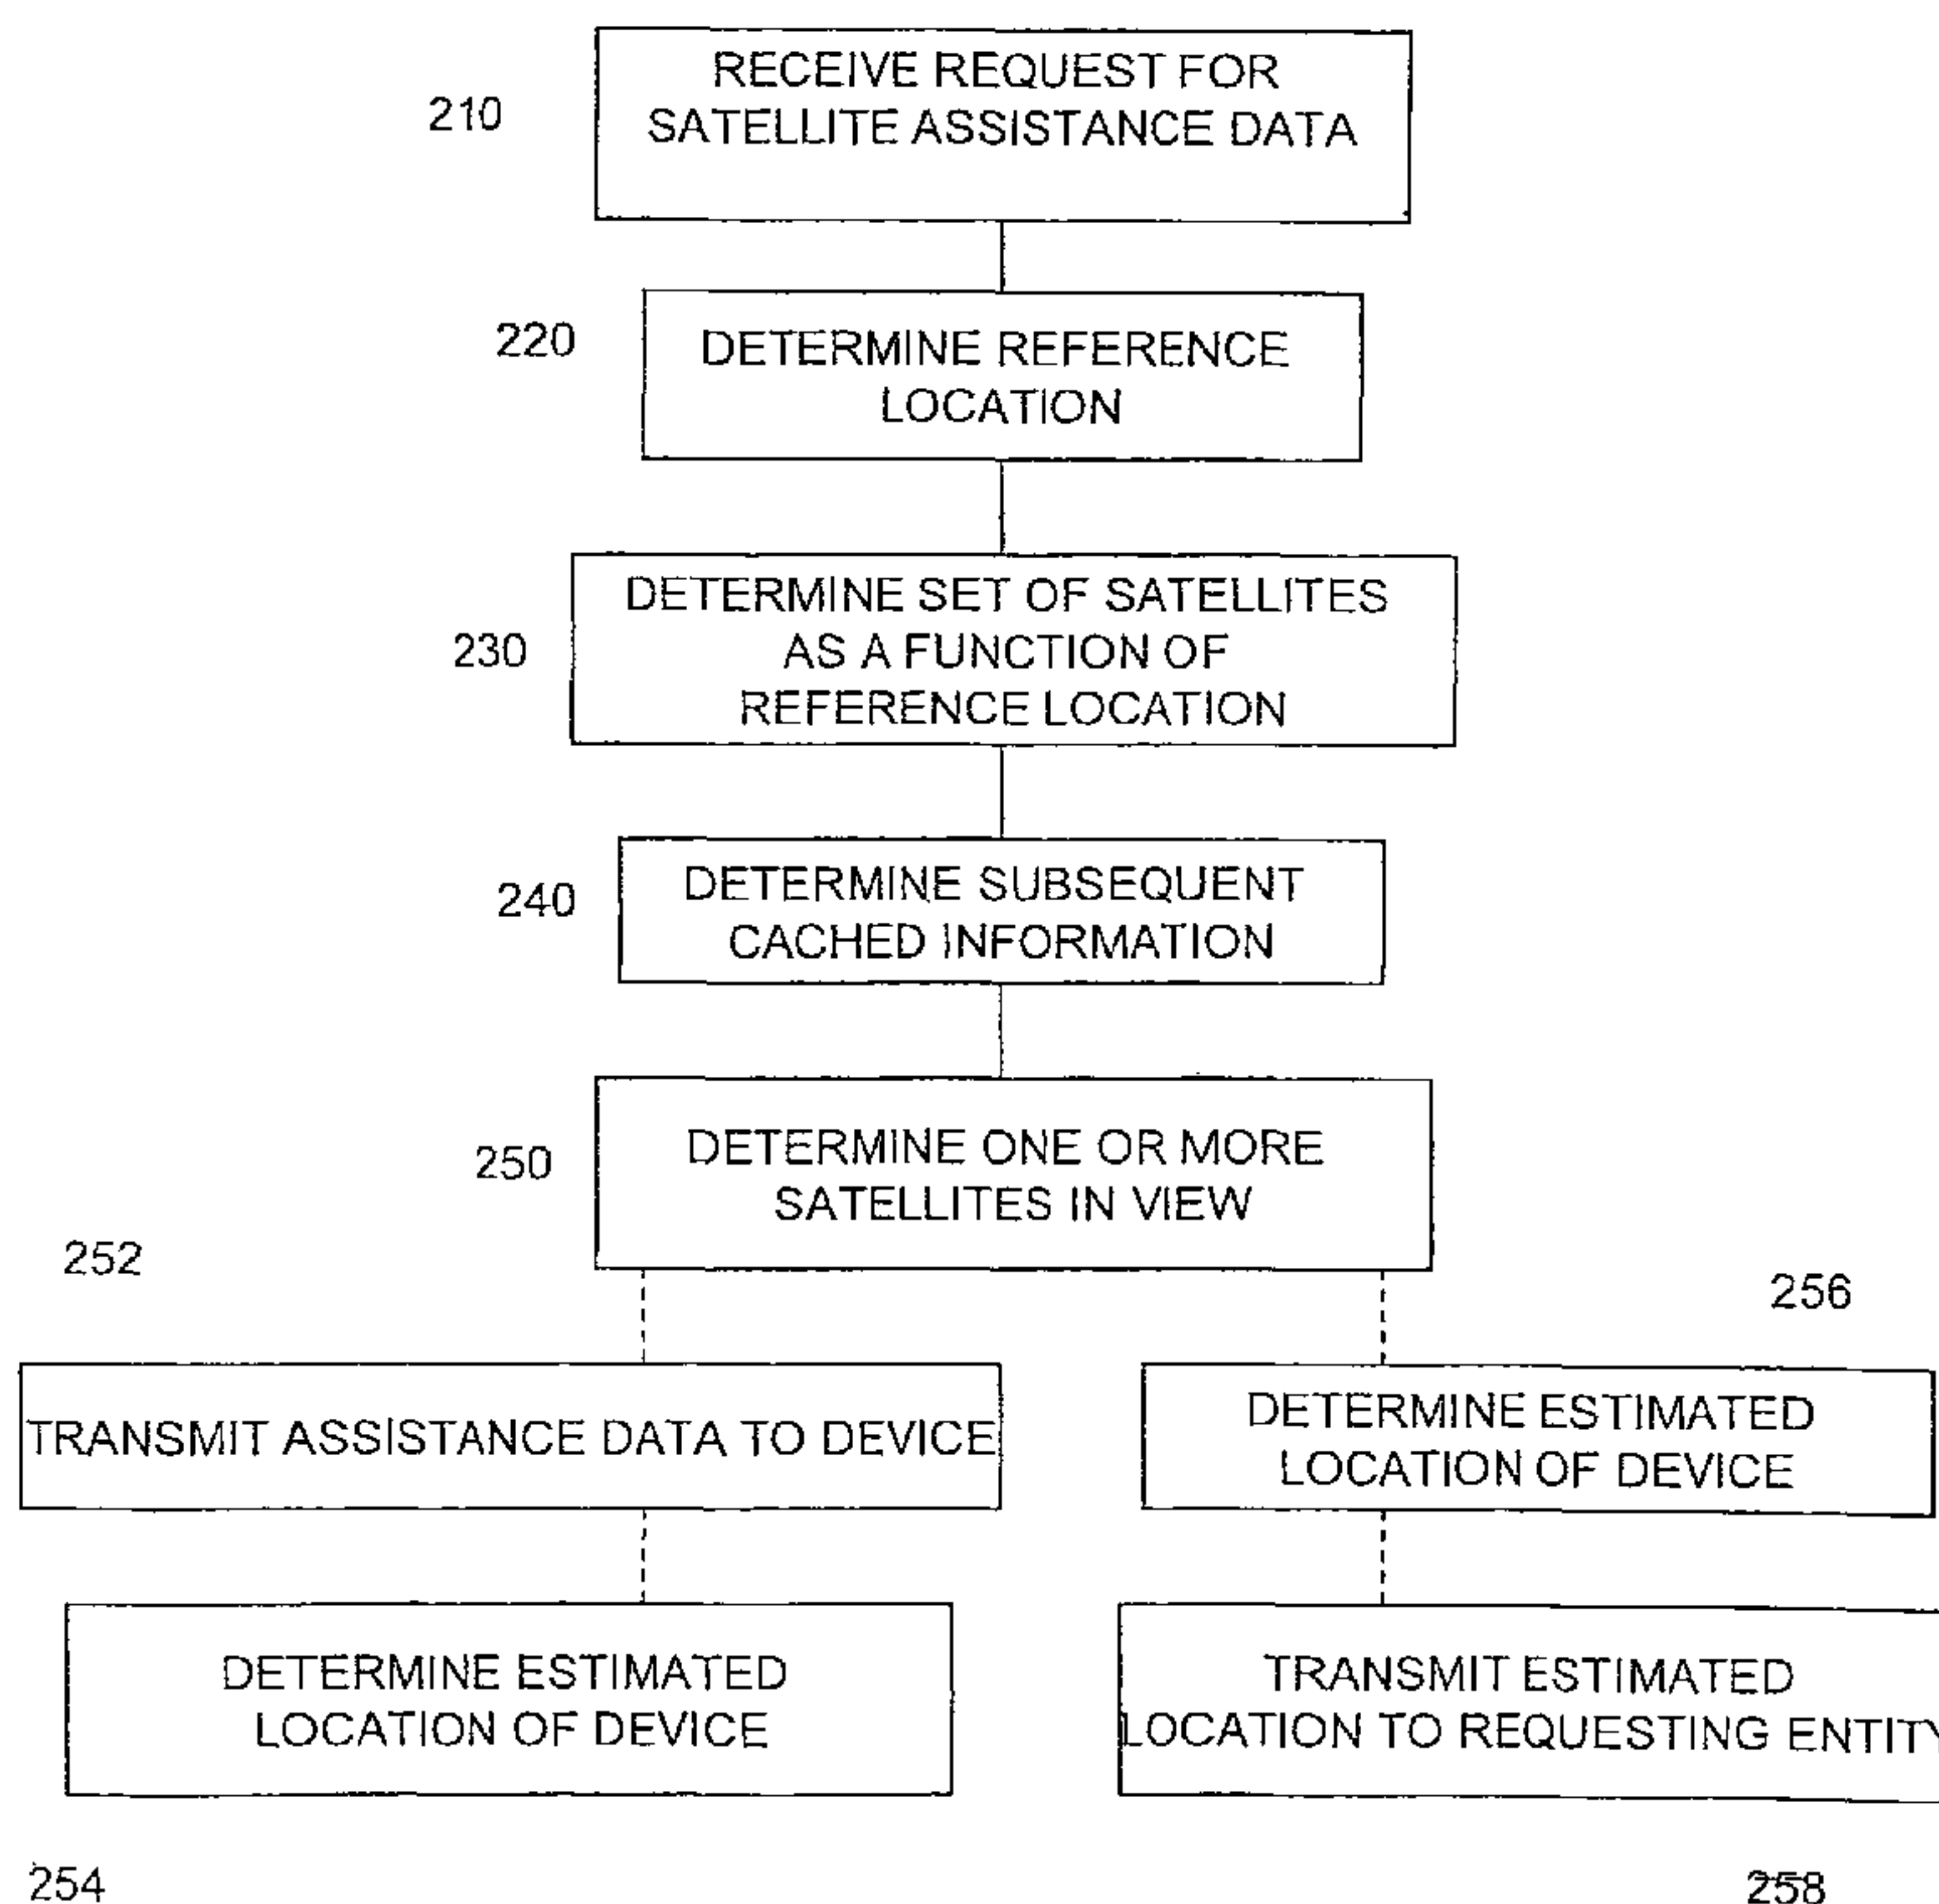 210
RECEIVE REQUEST FOR
SATELLITE ASSISTANCE DATA
220
DETERMINE REFERENCE
LOCATION
230
DETERMINE SET OF SATELLITES
AS A FUNCTION OF
REFERENCE LOCATION
240
DETERMINE SUBSEQUENT
CACHED INFORMATION
250
DETERMINE ONE OR MORE
SATELLITES IN VIEW
252
TRANSMIT ASSISTANCE DATA TO DEVICE
256
DETERMINE ESTIMATED
LOCATION OF DEVICE
DETERMINE ESTIMATED
LOCATION OF DEVICE
254
TRANSMIT ESTIMATED
LOCATION TO REQUESTING ENTITY
258